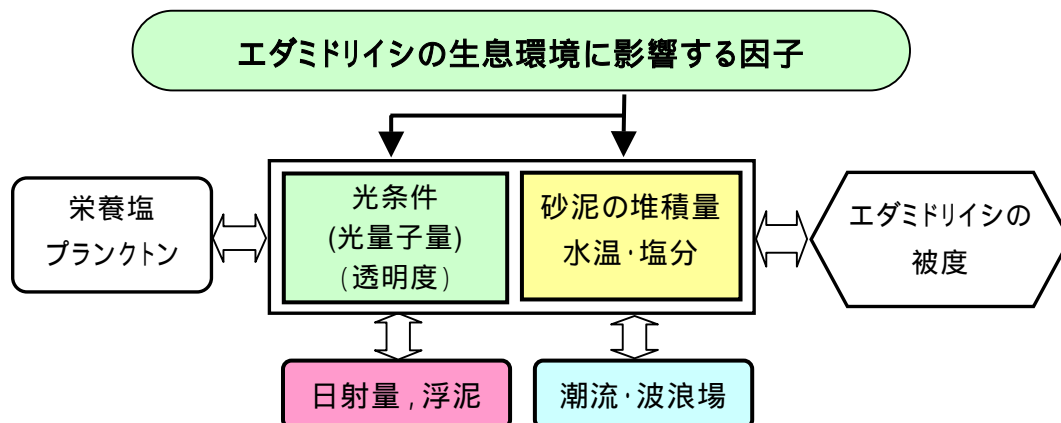 エダミドリイシの生息環境に影響する因子
栄養塩
プランクトン
光条件
(光量子量)
(透明度)
砂泥の堆積量
水温・塩分
エダミドリイシの
被度
日射量,浮泥
潮流・波浪場